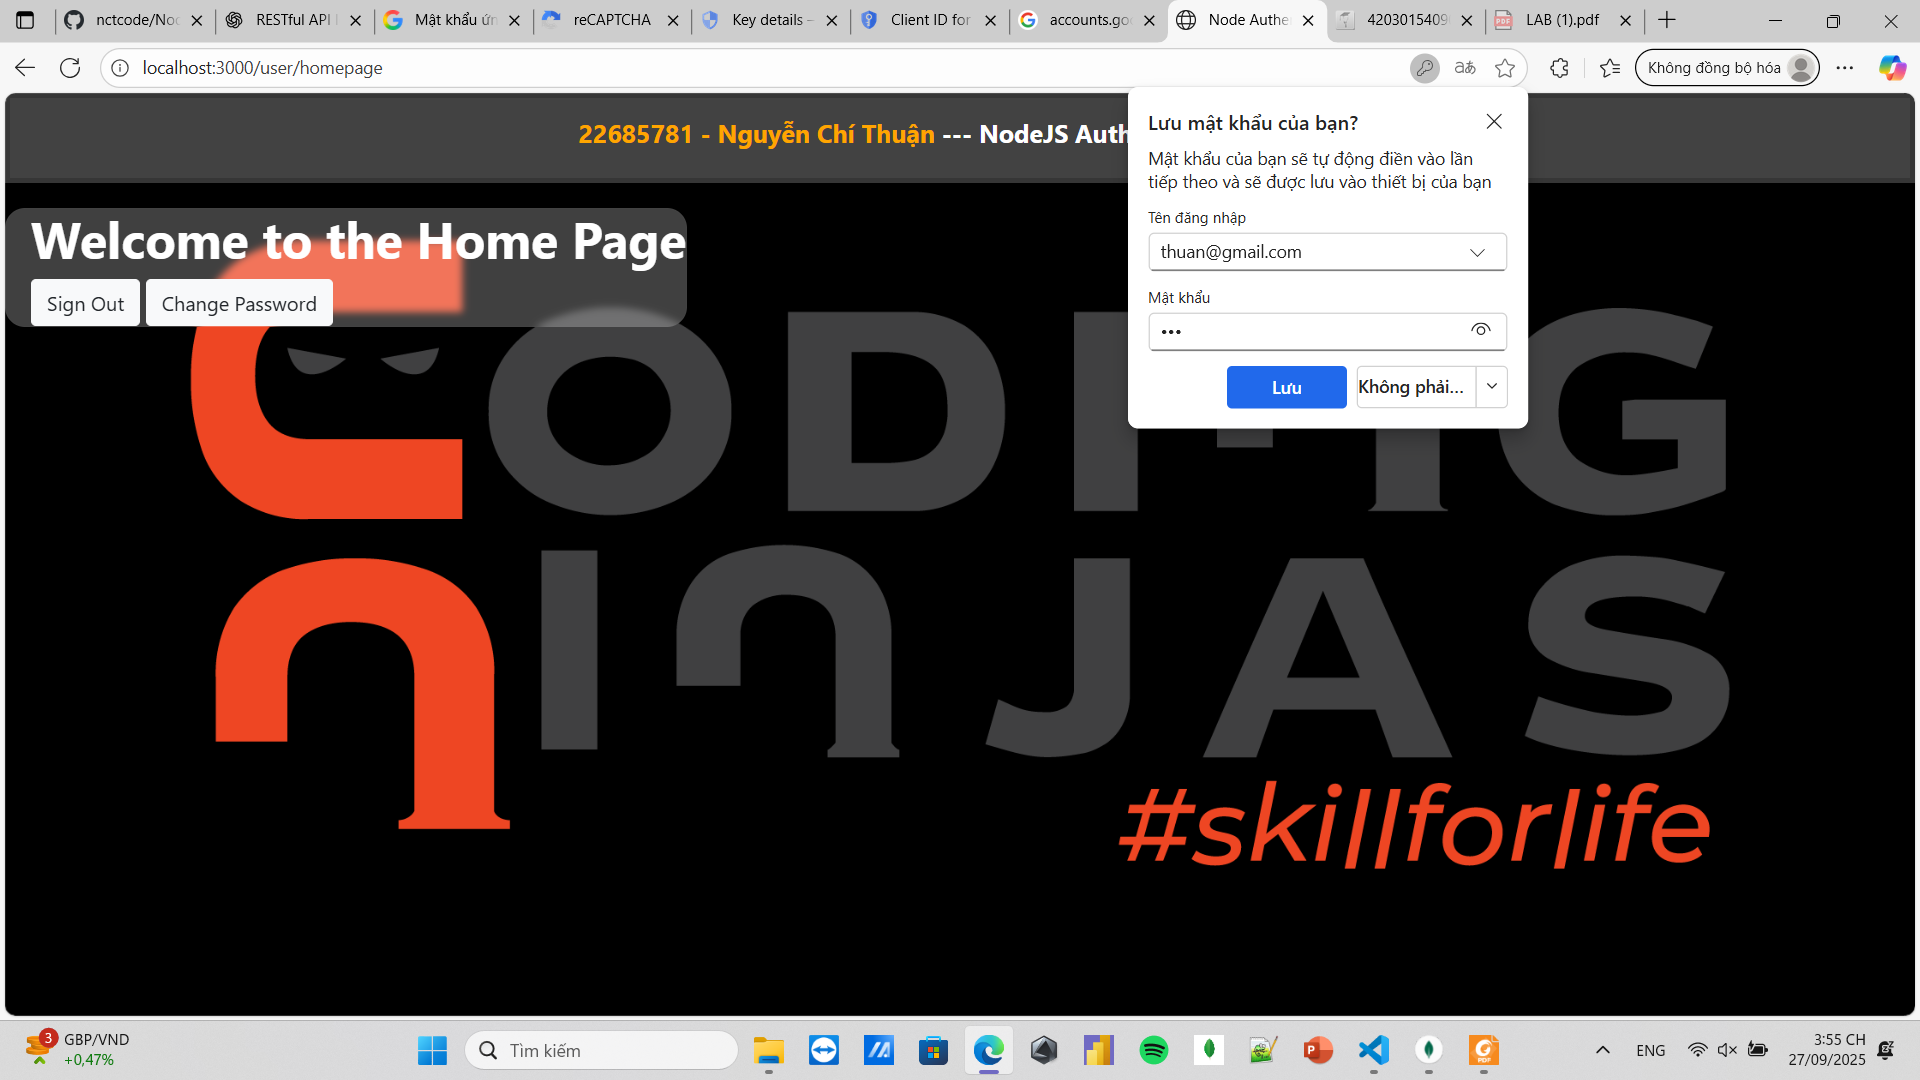 nctcode/Noc
RESTful API
Mật khẩu ứn
reCAPTCHA
Key details –
Client ID for
accounts.goo
Node Authe
4203015409
LAB (1).pdf
localhost:3000/user/homepage
Không đồng bộ hóa
22685781 - Nguyễn Chí Thuận --- NodeJS Auth
Lưu mật khẩu của bạn?
Mật khẩu của bạn sẽ tự động điền vào lần
tiếp theo và sẽ được lưu vào thiết bị của bạn
Tên đăng nhập
thuan@gmail.com
Mật khẩu
•••
Lưu
Không phải...
Welcome to the Home Page
Sign Out
Change Password
CODING
NINJAS
#skillforlife
3
GBP/VND
+0,47%
Tìm kiếm
ENG
3:55 CH
27/09/2025